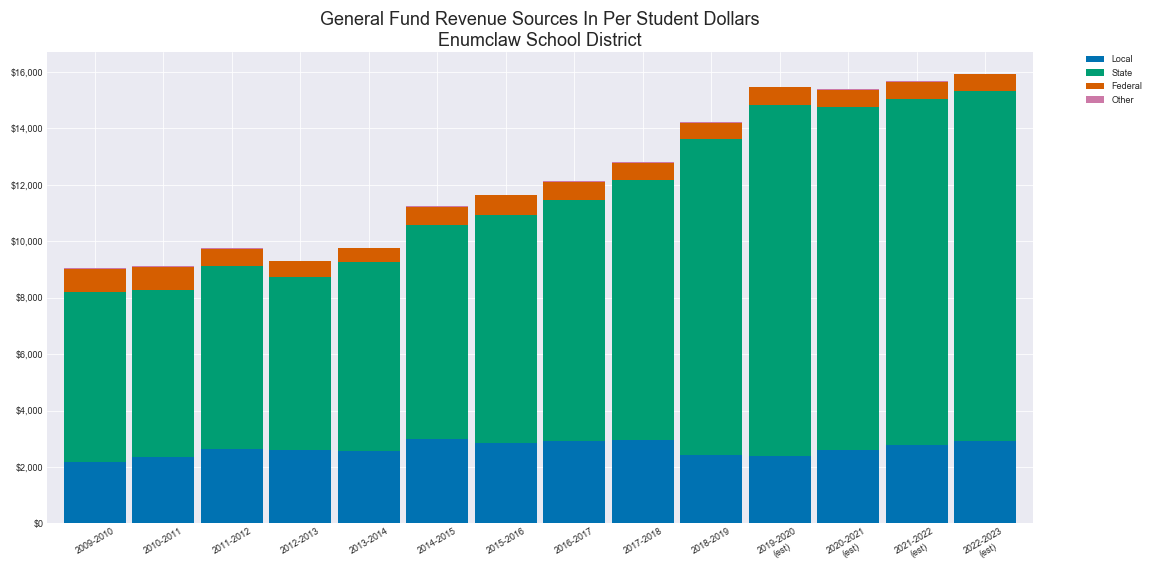 General Fund Revenue Sources In Per Student Dollars
Enumclaw School District
Local
State
Federal
Other
$16,000
$14,000
$12,000
$10,000
$8,000
$6,000
$4,000
$2,000
$0
2009-2010
2010-2011
2011-2012
2012-2013
2013-2014
2014-2015
2015-2016
2016-2017
2017-2018
2018-2019
2019-2020
(est)
2020-2021
(est)
2021-2022
(est)
2022-2023
(est)